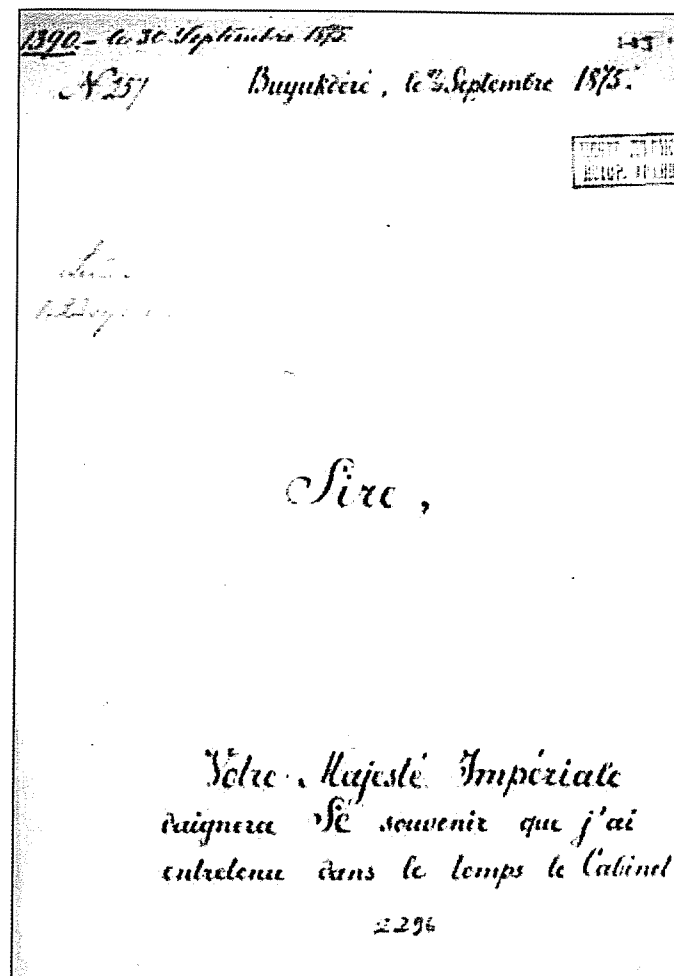 1390.- le 30 Septembre 1875
Nº 257 Buyukdéré, le Septembre 1875.
Sire,
Votre Majesté Impériale
daignera Se souvenir que j'ai
entretenu dans le temps le Cabinet
2296